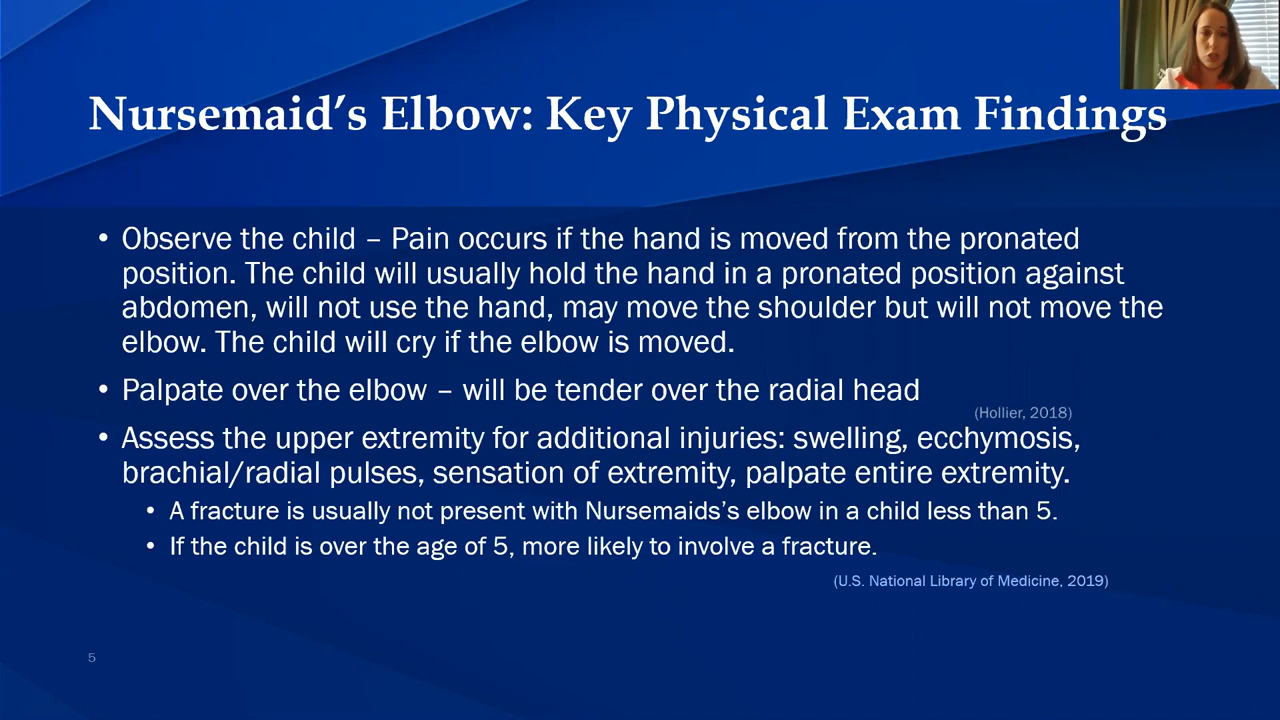 Nursemaid’s Elbow: Key Physical Exam Findings
• Observe the child – Pain occurs if the hand is moved from the pronated
position. The child will usually hold the hand in a pronated position against
abdomen, will not use the hand, may move the shoulder but will not move the
elbow. The child will cry if the elbow is moved.
• Palpate over the elbow – will be tender over the radial head
(Hollier, 2018)
• Assess the upper extremity for additional injuries: swelling, ecchymosis,
brachial/radial pulses, sensation of extremity, palpate entire extremity.
• A fracture is usually not present with Nursemaids’s elbow in a child less than 5.
• If the child is over the age of 5, more likely to involve a fracture.
(U.S. National Library of Medicine, 2019)
5